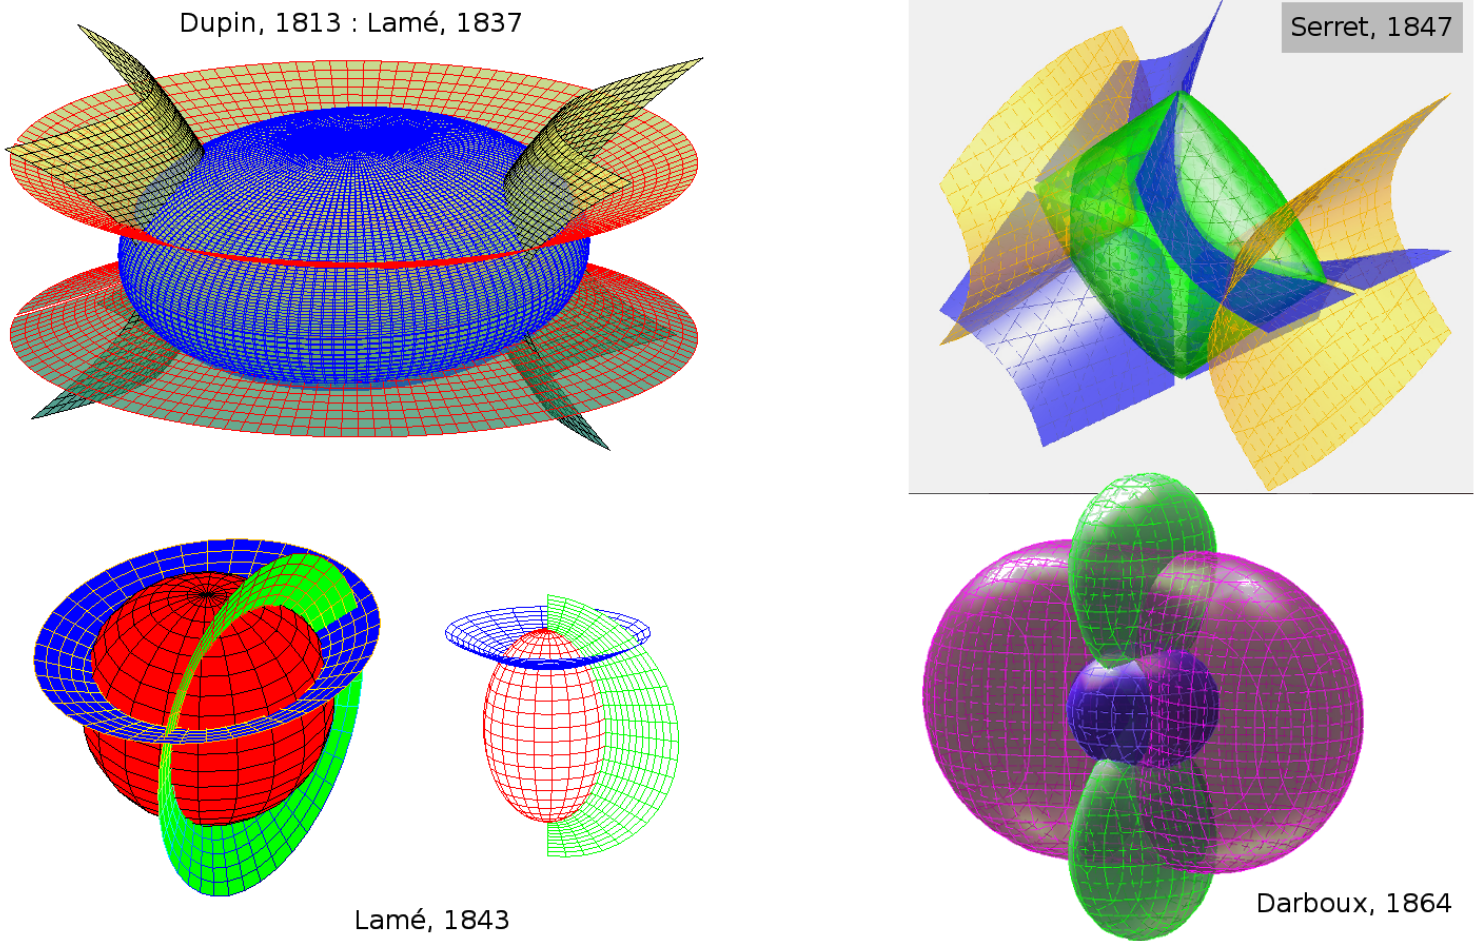 Dupin, 1813 : Lamé, 1837
Serret, 1847
Lamé, 1843
Darboux, 1864